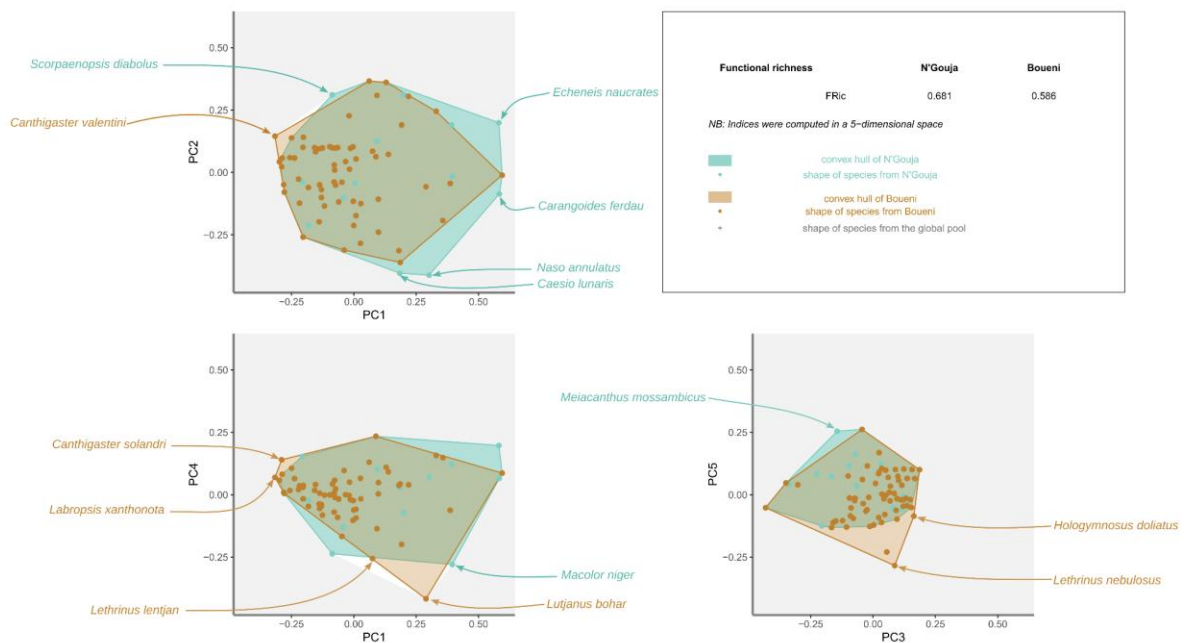 Scorpaenopsis diabolus
Canthigaster valentini
Echeneis naucrates
Carangoides ferdau
Naso annulatus
Caesio lunaris
PC2
0.50
0.25
0.00
−0.25
−0.25 0.00 0.25 0.50
PC1
Functional richness N'Gouja Boueni
FRic 0.681 0.586
NB: Indices were computed in a 5−dimensional space
convex hull of N'Gouja
shape of species from N'Gouja
convex hull of Boueni
shape of species from Boueni
shape of species from the global pool
Canthigaster solandri
Labropsis xanthonota
Lethrinus lentjan
Macolor niger
Lutjanus bohar
PC4
0.50
0.25
0.00
−0.25
−0.25 0.00 0.25 0.50
PC1
Meiacanthus mossambicus
Hologymnosus doliatus
Lethrinus nebulosus
PC5
0.50
0.25
0.00
−0.25
−0.25 0.00 0.25 0.50
PC3